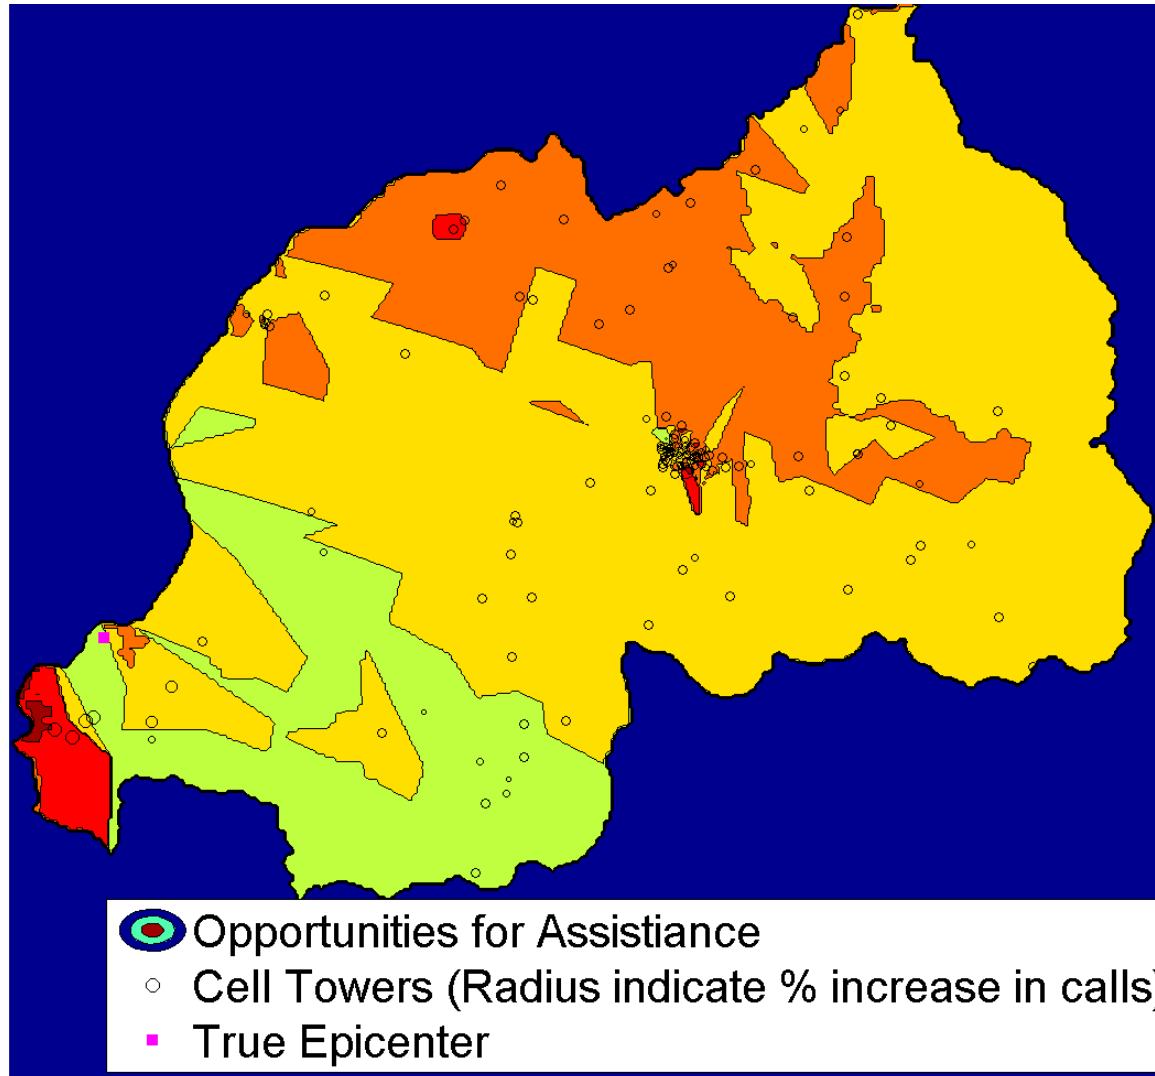 Opportunities for Assistiance
Cell Towers (Radius indicate % increase in calls)
True Epicenter